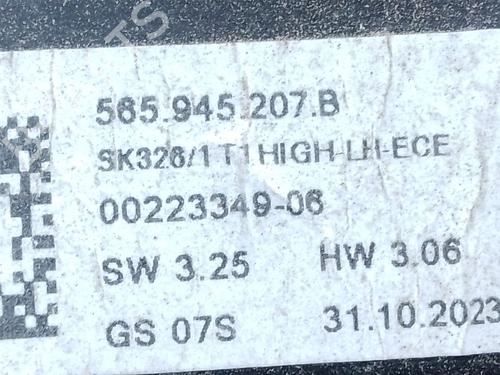 565.945.207.B
SK326/1 T1 HIGH-LH-ECE
00223349-06
SW 3.25 HW 3.06
GS 07S 31.10.2023